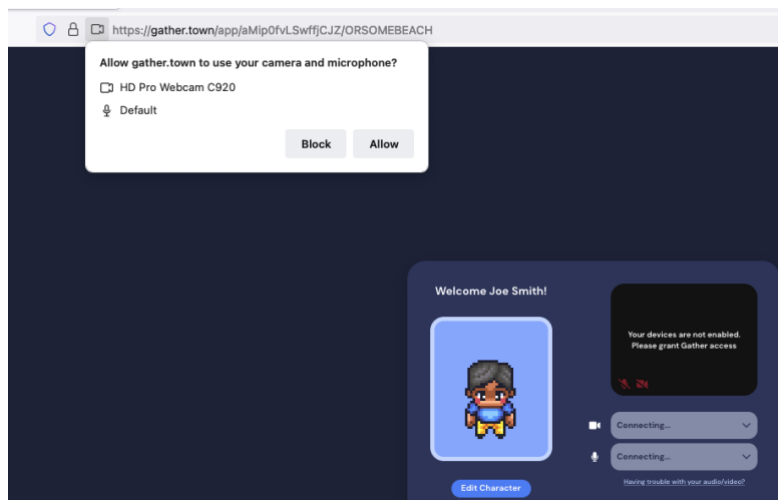 https://gather.town/app/aMip0fvLSwffjCJZ/ORSOMEBEACH
Allow gather.town to use your camera and microphone?
HD Pro Webcam C920
Default
Block Allow
Welcome Joe Smith!
Your devices are not enabled.
Please grant Gather access
Connecting...
Connecting...
Edit Character
Having trouble with your audio/video?